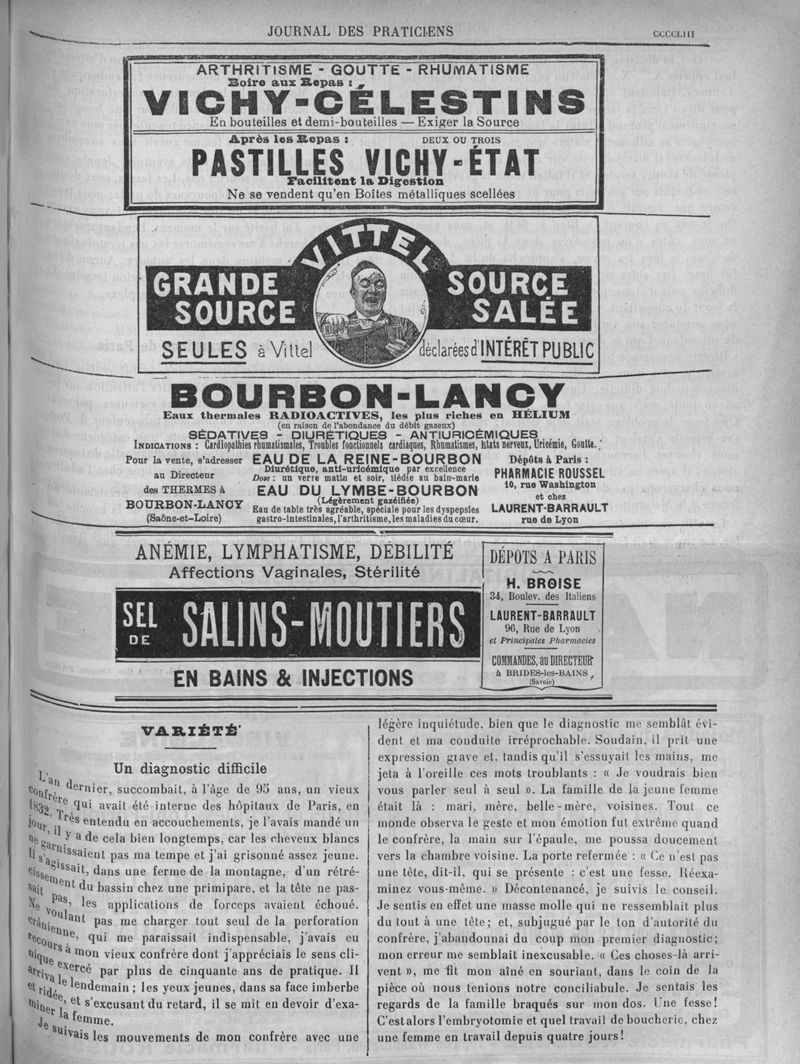 JOURNAL DES PRATICIENS
CCCCLIII
ARTHRITISME - GOUTTE - RHUMATISME
Boire aux Repas :
VICHY-CÉLESTINS
En bouteilles et demi-bouteilles — Exiger la Source
Après les Repas : DEUX OU TROIS
PASTILLES VICHY-ÉTAT
Facilitent la Digestion
Ne se vendent qu'en Boîtes métalliques scellées
VITTEL
GRANDE SOURCE
SOURCE SALÉE
SEULES à Vittel déclarées d'INTÉRÊT PUBLIC
BOURBON-LANCY
Eaux thermales RADIOACTIVES, les plus riches en HÉLIUM
(en raison de l'abondance du débit gazeux)
SÉDATIVES - DIURÉTIQUES - ANTIURICÉMIQUES
INDICATIONS : Cardiopathies rhumatismales, Troubles fonctionnels cardiaques, Rhumatismes, Etats nerveux, Uricémie, Goutte.
Pour la vente, s'adresser
au Directeur
des THERMES à
BOURBON-LANCY
(Saône-et-Loire)
EAU DE LA REINE-BOURBON
Diurétique, anti-uricémique par excellence
Dose : un verre matin et soir, tiédie au bain-marie
EAU DU LYMBE-BOURBON
(Légèrement gazéifiée)
Eau de table très agréable, spéciale pour les dyspepsies
gastro-intestinales, l'arthritisme, les maladies du cœur.
Dépôts à Paris :
PHARMACIE ROUSSEL
10, rue Washington
et chez
LAURENT-BARRAULT
rue de Lyon
ANÉMIE, LYMPHATISME, DÉBILITÉ
Affections Vaginales, Stérilité
SEL DE SALINS-MOUTIERS
EN BAINS & INJECTIONS
DÉPOTS A PARIS
H. BROISE
34, Boulev. des Italiens
LAURENT-BARRAULT
96, Rue de Lyon
et Principales Pharmacies
COMMANDES, au DIRECTEUR
à BRIDES-les-BAINS,
(Savoie)
VARIÉTÉ
Un diagnostic difficile
L'an dernier, succombait, à l'âge de 95 ans, un vieux
confrère qui avait été interne des hôpitaux de Paris, en
1832. Très entendu en accouchements, je l'avais mandé un
jour, il y a de cela bien longtemps, car les cheveux blancs
ne garnissaient pas ma tempe et j'ai grisonné assez jeune.
Il s'agissait, dans une ferme de la montagne, d'un rétré-
cissement du bassin chez une primipare, et la tête ne pas-
sait pas, les applications de forceps avaient échoué.
Ne voulant pas me charger tout seul de la perforation
crânienne, qui me paraissait indispensable, j'avais eu
recours à mon vieux confrère dont j'appréciais le sens cli-
nique exercé par plus de cinquante ans de pratique. Il
arriva le lendemain ; les yeux jeunes, dans sa face imberbe
et ridée, et s'excusant du retard, il se mit en devoir d'exa-
miner la femme.
Je suivais les mouvements de mon confrère avec une
légère inquiétude, bien que le diagnostic me semblât évi-
dent et ma conduite irréprochable. Soudain, il prit une
expression grave et, tandis qu'il s'essuyait les mains, me
jeta à l'oreille ces mots troublants : « Je voudrais bien
vous parler seul à seul ». La famille de la jeune femme
était là : mari, mère, belle-mère, voisines. Tout ce
monde observa le geste et mon émotion fut extrême quand
le confrère, la main sur l'épaule, me poussa doucement
vers la chambre voisine. La porte refermée : « Ce n'est pas
une tête, dit-il, qui se présente : c'est une fesse. Réexa-
minez vous-même. » Décontenancé, je suivis le conseil.
Je sentis en effet une masse molle qui ne ressemblait plus
du tout à une tête ; et, subjugué par le ton d'autorité du
confrère, j'abandonnai du coup mon premier diagnostic ;
mon erreur me semblait inexcusable. « Ces choses-là arri-
vent », me fit mon aîné en souriant, dans le coin de la
pièce où nous tenions notre conciliabule. Je sentais les
regards de la famille braqués sur mon dos. Une fesse !
C'est alors l'embryotomie et quel travail de boucherie, chez
une femme en travail depuis quatre jours !